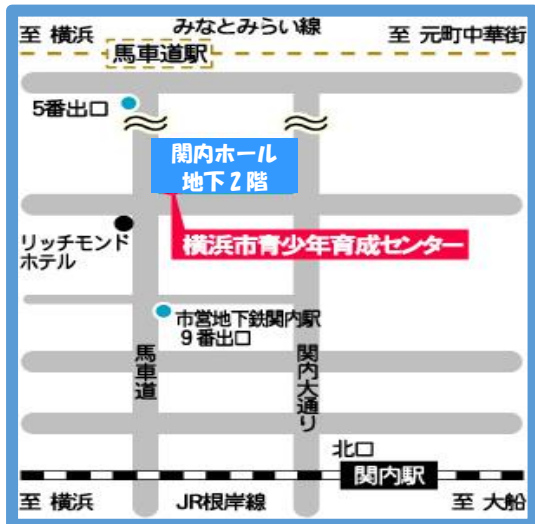 みなとみらい線
至 横浜
至 元町中華街
馬車道駅
5番出口
関内ホール
地下2階
横浜市青少年育成センター
リッチモンド
ホテル
市営地下鉄関内駅
9番出口
馬車道
関内大通り
北口
関内駅
至 横浜
JR根岸線
至 大船